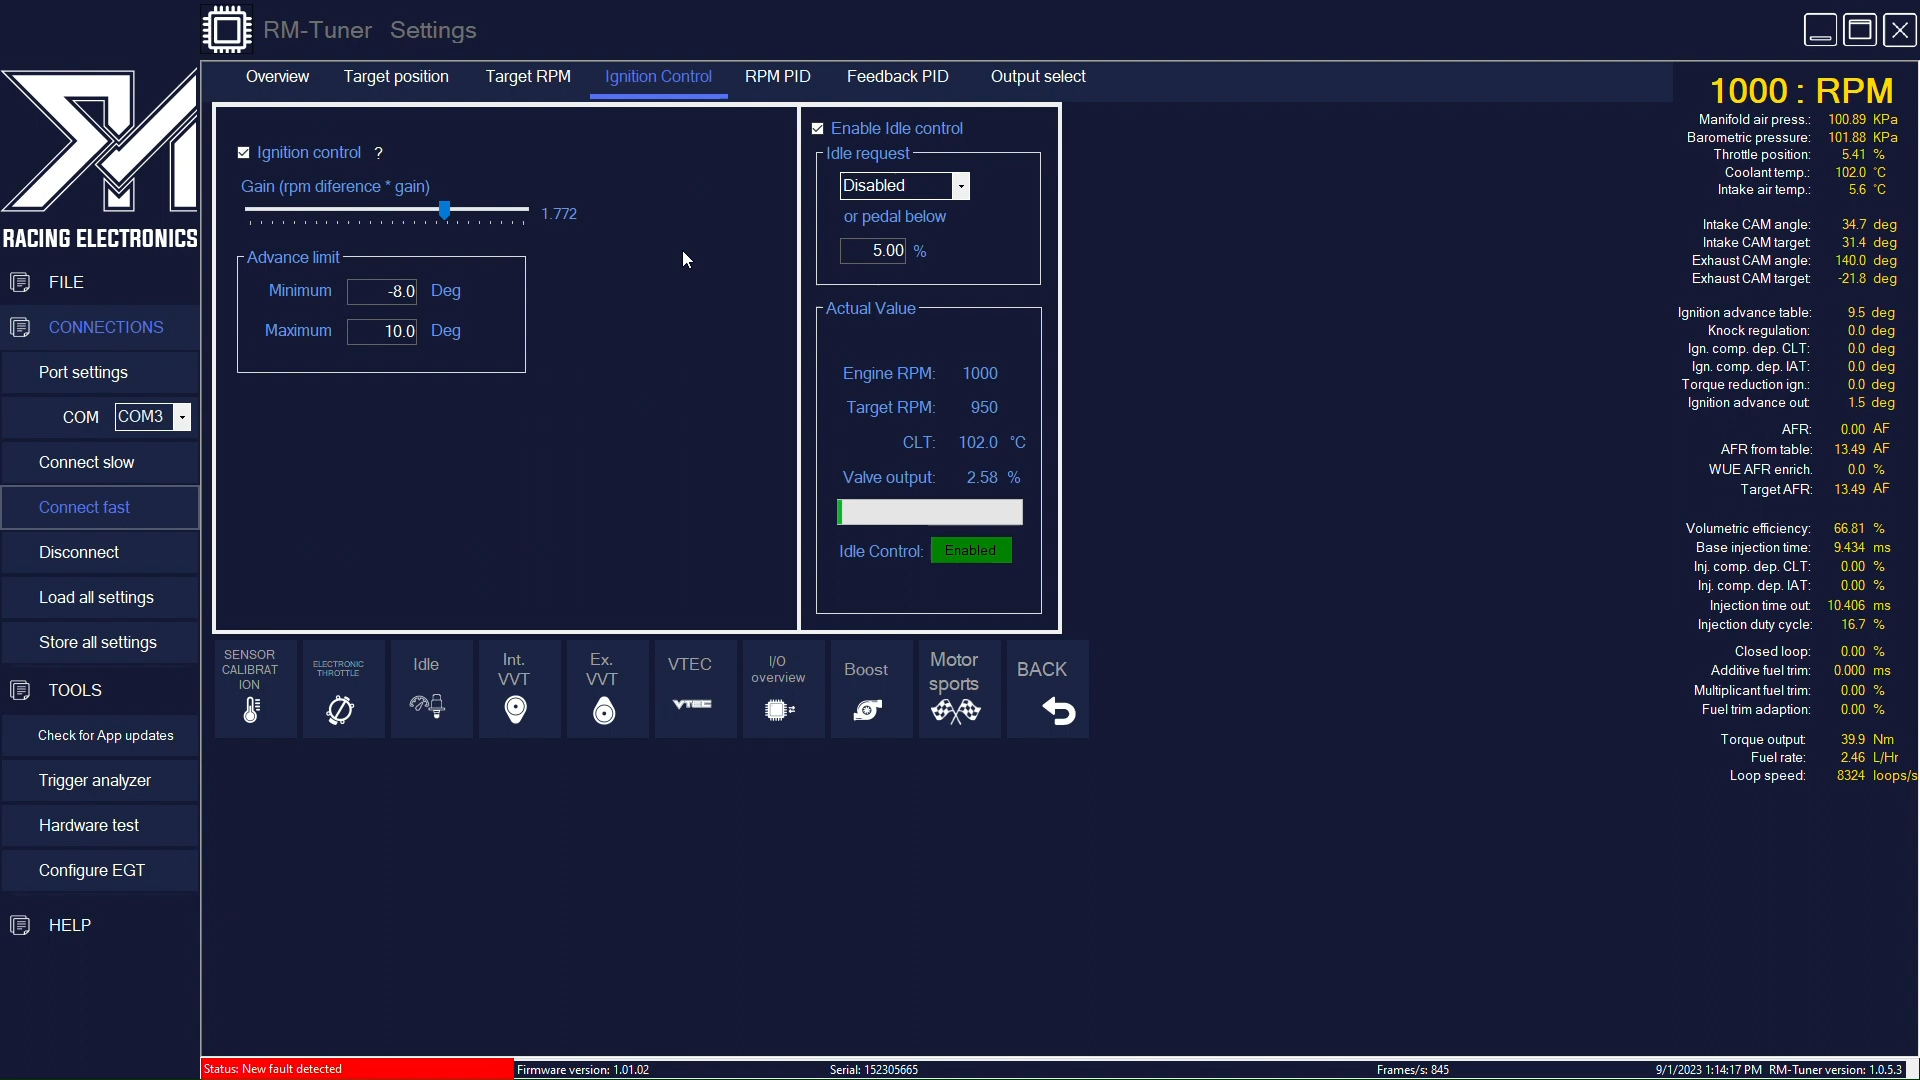 RM-Tuner Settings
RACING ELECTRONICS
FILE
CONNECTIONS
Port settings
COM COM3
Connect slow
Connect fast
Disconnect
Load all settings
Store all settings
TOOLS
Check for App updates
Trigger analyzer
Hardware test
Configure EGT
HELP
Overview Target position Target RPM Ignition Control RPM PID Feedback PID Output select
Ignition control ?
Gain (rpm diference * gain)
1.772
Advance limit
Minimum -8.0 Deg
Maximum 10.0 Deg
Enable Idle control
Idle request
Disabled
or pedal below
5.00 %
Actual Value
Engine RPM: 1000
Target RPM: 950
CLT: 102.0 °C
Valve output: 2.58 %
Idle Control: Enabled
SENSOR
CALIBRAT
ION
ELECTRONIC
THROTTLE
Idle
Int.
VVT
Ex.
VVT
VTEC
VTEC
I/O
overview
Boost
Motor
sports
BACK
1000 : RPM
Manifold air press.: 100.89 KPa
Barometric pressure: 101.88 KPa
Throttle position: 5.41 %
Coolant temp.: 102.0 °C
Intake air temp.: 5.6 °C
Intake CAM angle: 34.7 deg
Intake CAM target 31.4 deg
Exhaust CAM angle: 140.0 deg
Exhaust CAM target -21.8 deg
Ignition advance table: 9.5 deg
Knock regulation: 0.0 deg
Ign. comp. dep. CLT: 0.0 deg
Ign. comp. dep. IAT: 0.0 deg
Torque reduction ign.: 0.0 deg
Ignition advance out 1.5 deg
AFR: 0.00 AF
AFR from table: 13.49 AF
WUE AFR enrich. 0.0 %
Target AFR: 13.49 AF
Volumetric efficiency: 66.81 %
Base injection time: 9.434 ms
Inj. comp. dep. CLT: 0.00 %
Inj. comp. dep. IAT: 0.00 %
Injection time out 10.406 ms
Injection duty cycle: 16.7 %
Closed loop: 0.00 %
Additive fuel trim: 0.000 ms
Multiplicant fuel trim: 0.00 %
Fuel trim adaption: 0.00 %
Torque output 39.9 Nm
Fuel rate: 2.46 L/Hr
Loop speed: 8324 loops/s
Status: New fault detected Firmware version: 1.01.02 Serial: 152305665 Frames/s: 845 9/1/2023 1:14:17 PM RM-Tuner version: 1.0.5.3